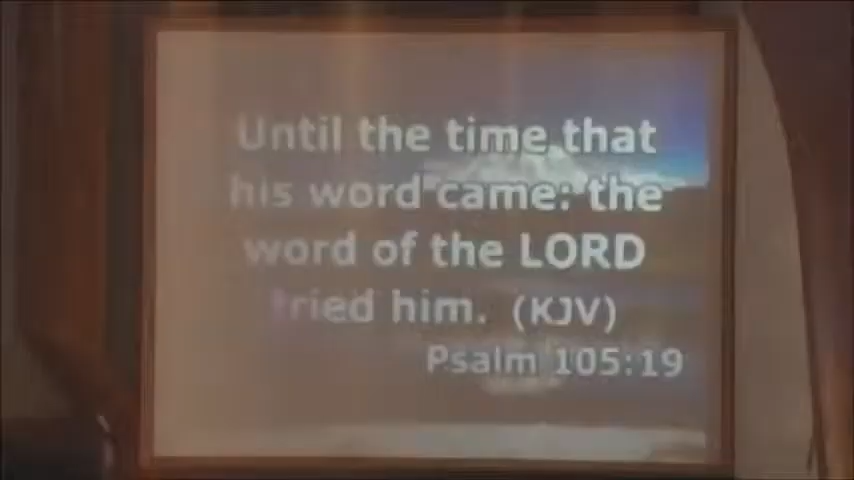 Until the time that
his word came: the
word of the LORD
tried him. (KJV)
Psalm 105:19